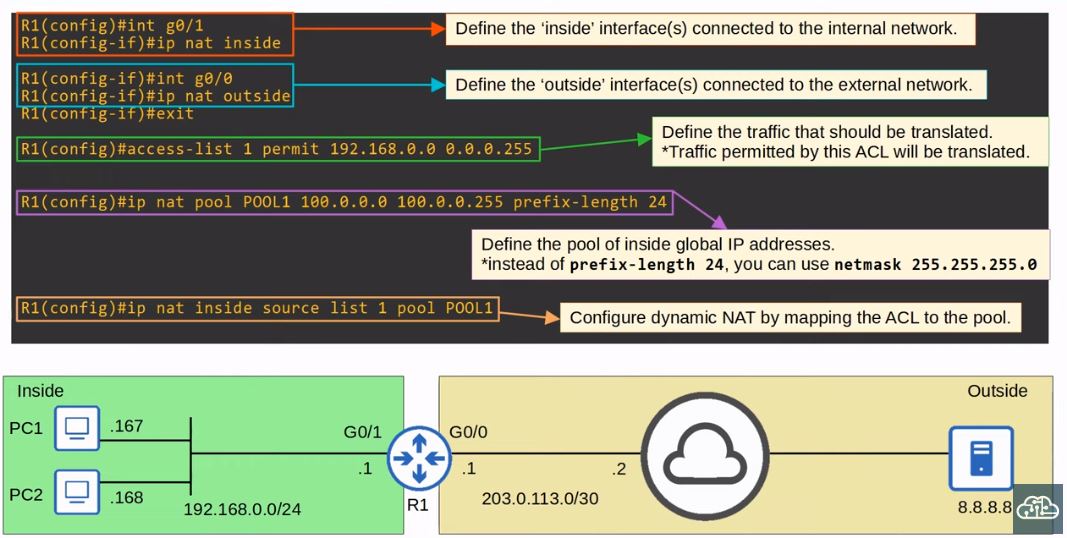 R1(config)#int g0/1
R1(config-if)#ip nat inside
Define the ‘inside’ interface(s) connected to the internal network.
R1(config-if)#int g0/0
R1(config-if)#ip nat outside
R1(config-if)#exit
Define the ‘outside’ interface(s) connected to the external network.
R1(config)#access-list 1 permit 192.168.0.0 0.0.0.255
Define the traffic that should be translated.
*Traffic permitted by this ACL will be translated.
R1(config)#ip nat pool POOL1 100.0.0.0 100.0.0.255 prefix-length 24
Define the pool of inside global IP addresses.
*instead of prefix-length 24, you can use netmask 255.255.255.0
R1(config)#ip nat inside source list 1 pool POOL1
Configure dynamic NAT by mapping the ACL to the pool.
Inside
Outside
PC1
.167
PC2
.168
192.168.0.0/24
G0/1
.1
R1
G0/0
.1
203.0.113.0/30
.2
8.8.8.8